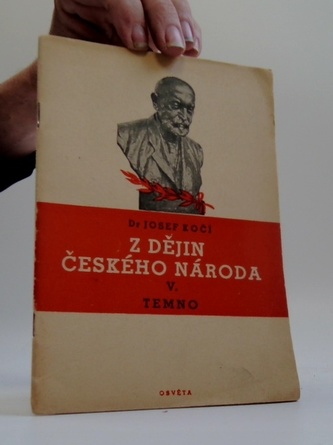 Dr JOSEF KOČÍ
Z DĚJIN
ČESKÉHO NÁRODA
V.
TEMNO
OSVĚTA